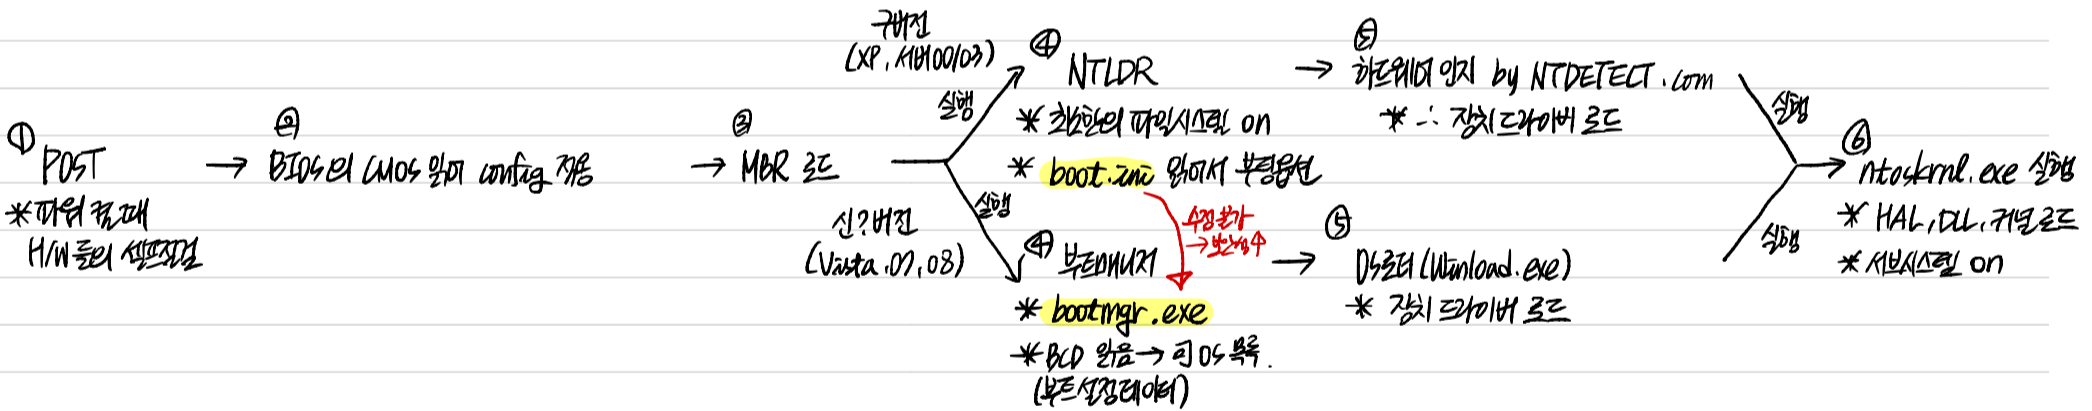 ①
POST
*파워 켤때
H/W들의 셀프점검
→
②
BIOS의 CMOS 읽어 config 적용
→
③
MBR 로드
구버전
(XP, 서버00/03)
실행
④
NTLDR
* 최소한의 파일시스템 on
* boot.ini 읽어서 부팅옵션
→
⑤
하드웨어 인지 by NTDETECT.com
* ∴ 장치드라이버 로드
실행
신?버전
(Vista, 07, 08)
실행
④ 부트매니저
* bootmgr.exe
*BCD 읽음→ OS 목록.
(부트설정데이터)
수정불가
→보안성↑
→
⑤
OS로더(Winload.exe)
* 장치 드라이버 로드
실행
→
⑥
ntoskrnl.exe 실행
* HAL, DLL, 커널로드
* 서브시스템 on